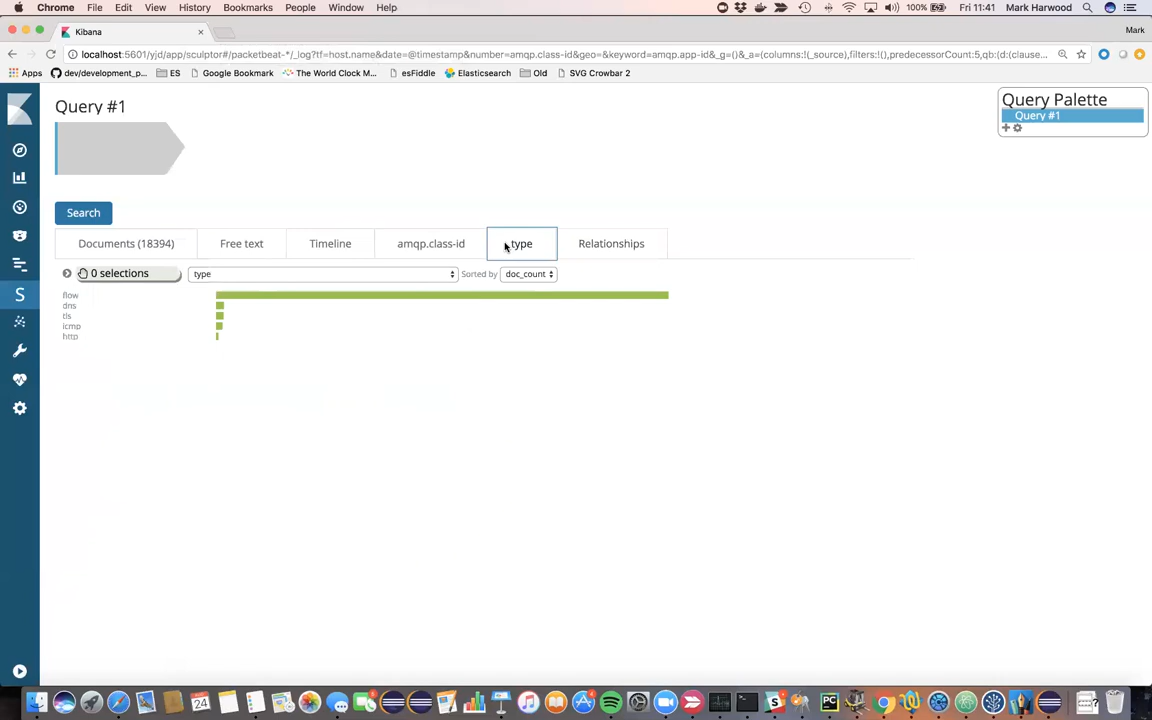 Chrome File Edit View History Bookmarks People Window Help 100% Fri 11:41 Mark Harwood
Kibana Mark
localhost:5601/yjd/app/sculptor#/packetbeat-*/_log?tf=host.name&date=@timestamp&number=amqp.class-id&geo=&keyword=amqp.app-id&_g=()&_a=(columns:!(_source),filters:!(),predecessorCount:5,qb:(d:(clause...
Apps dev/development_p... ES Google Bookmark The World Clock M... esFiddle Elasticsearch Old SVG Crowbar 2
Query #1
Query Palette
Query #1
Search
Documents (18394) Free text Timeline amqp.class-id type Relationships
0 selections type Sorted by doc_count
flow
dns
tls
icmp
http
S
24